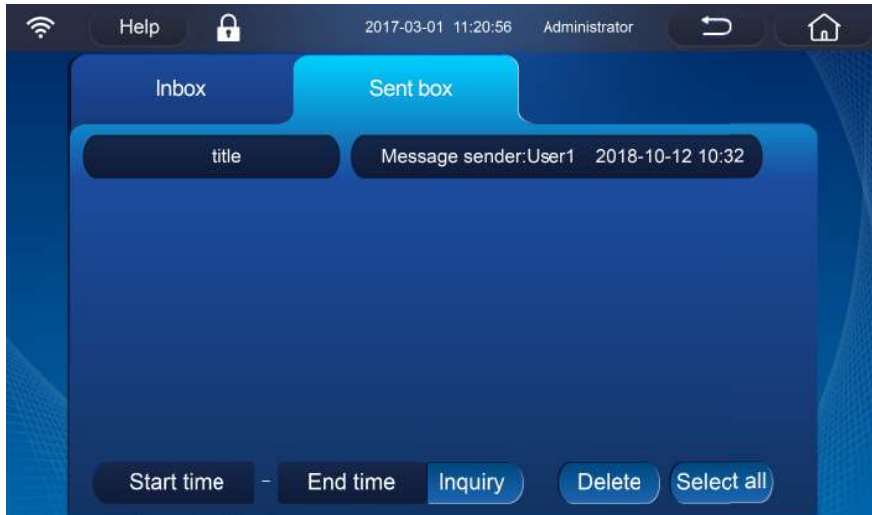 Help 2017-03-01 11:20:56 Administrator
Inbox Sent box
title Message sender:User1 2018-10-12 10:32
Start time - End time Inquiry Delete Select all